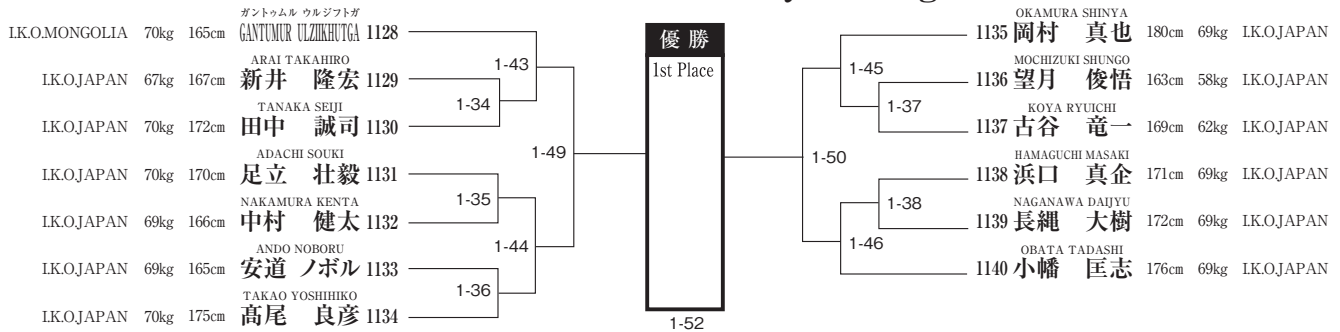 ガントゥムル ウルジフトガ
I.K.O.MONGOLIA 70kg 165cm GANTUMUR ULZIIKHUTGA 1128
ARAI TAKAHIRO
I.K.O.JAPAN 67kg 167cm 新井 隆宏 1129
TANAKA SEIJI
I.K.O.JAPAN 70kg 172cm 田中 誠司 1130
ADACHI SOUKI
I.K.O.JAPAN 70kg 170cm 足立 壮毅 1131
NAKAMURA KENTA
I.K.O.JAPAN 69kg 166cm 中村 健太 1132
ANDO NOBORU
I.K.O.JAPAN 69kg 165cm 安道 ノボル 1133
TAKAO YOSHIHIKO
I.K.O.JAPAN 70kg 175cm 髙尾 良彦 1134
1-43
1-34
1-49
1-35
1-44
1-36
優勝
1st Place
1-52
OKAMURA SHINYA
1135 岡村 真也 180cm 69kg I.K.O.JAPAN
MOCHIZUKI SHUNGO
1136 望月 俊悟 163cm 58kg I.K.O.JAPAN
KOYA RYUICHI
1137 古谷 竜一 169cm 62kg I.K.O.JAPAN
HAMAGUCHI MASAKI
1138 浜口 真企 171cm 69kg I.K.O.JAPAN
NAGANAWA DAIJYU
1139 長縄 大樹 172cm 69kg I.K.O.JAPAN
OBATA TADASHI
1140 小幡 匡志 176cm 69kg I.K.O.JAPAN
1-45
1-37
1-50
1-38
1-46